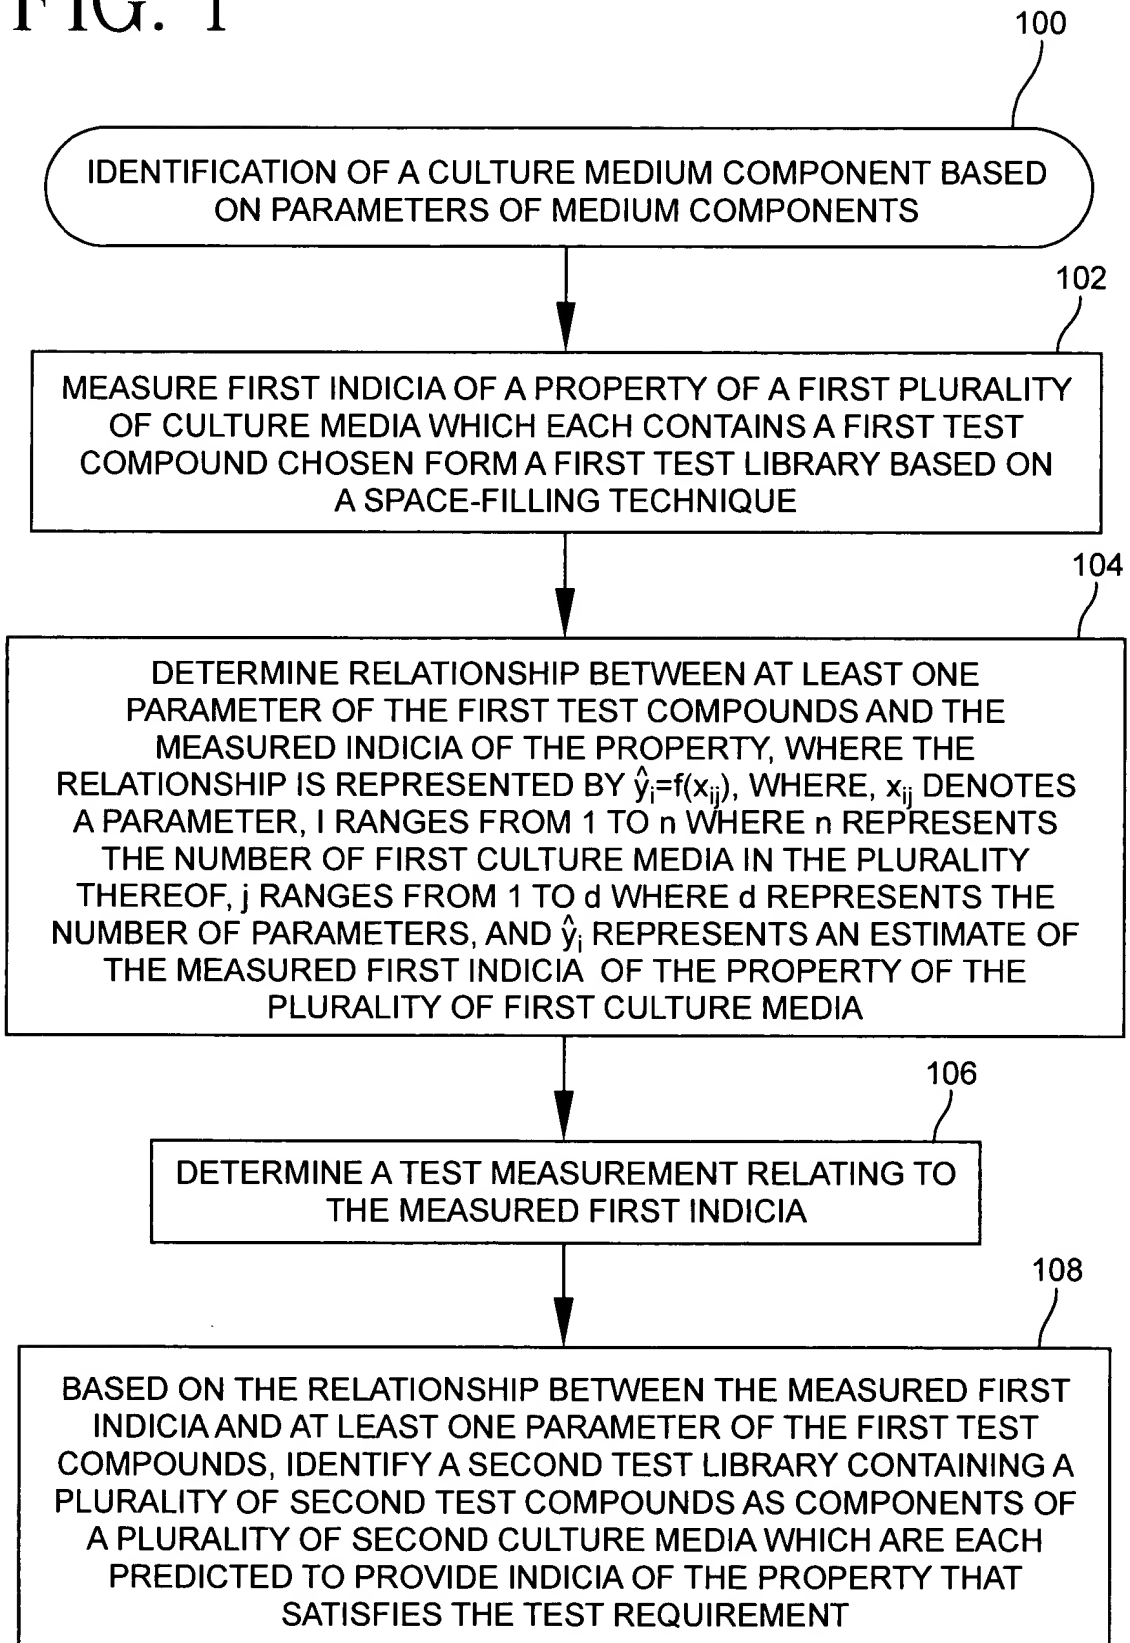 FIG. 1
100
IDENTIFICATION OF A CULTURE MEDIUM COMPONENT BASED
ON PARAMETERS OF MEDIUM COMPONENTS
102
MEASURE FIRST INDICIA OF A PROPERTY OF A FIRST PLURALITY
OF CULTURE MEDIA WHICH EACH CONTAINS A FIRST TEST
COMPOUND CHOSEN FORM A FIRST TEST LIBRARY BASED ON
A SPACE-FILLING TECHNIQUE
104
DETERMINE RELATIONSHIP BETWEEN AT LEAST ONE
PARAMETER OF THE FIRST TEST COMPOUNDS AND THE
MEASURED INDICIA OF THE PROPERTY, WHERE THE
RELATIONSHIP IS REPRESENTED BY ŷᵢ=f(xᵢⱼ), WHERE, xᵢⱼ DENOTES
A PARAMETER, I RANGES FROM 1 TO n WHERE n REPRESENTS
THE NUMBER OF FIRST CULTURE MEDIA IN THE PLURALITY
THEREOF, j RANGES FROM 1 TO d WHERE d REPRESENTS THE
NUMBER OF PARAMETERS, AND ŷᵢ REPRESENTS AN ESTIMATE OF
THE MEASURED FIRST INDICIA OF THE PROPERTY OF THE
PLURALITY OF FIRST CULTURE MEDIA
106
DETERMINE A TEST MEASUREMENT RELATING TO
THE MEASURED FIRST INDICIA
108
BASED ON THE RELATIONSHIP BETWEEN THE MEASURED FIRST
INDICIA AND AT LEAST ONE PARAMETER OF THE FIRST TEST
COMPOUNDS, IDENTIFY A SECOND TEST LIBRARY CONTAINING A
PLURALITY OF SECOND TEST COMPOUNDS AS COMPONENTS OF
A PLURALITY OF SECOND CULTURE MEDIA WHICH ARE EACH
PREDICTED TO PROVIDE INDICIA OF THE PROPERTY THAT
SATISFIES THE TEST REQUIREMENT